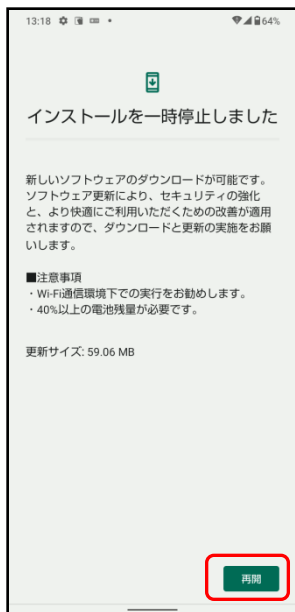 13:18
64%
インストールを一時停止しました
新しいソフトウェアのダウンロードが可能です。
ソフトウェア更新により、セキュリティの強化
と、より快適にご利用いただくための改善が適用
されますので、ダウンロードと更新の実施をお願
いします。
■注意事項
・Wi-Fi通信環境下での実行をお勧めします。
・40%以上の電池残量が必要です。
更新サイズ: 59.06 MB
再開